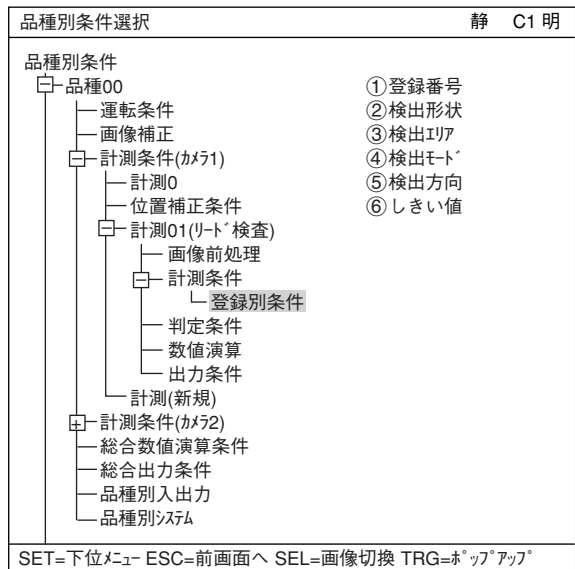 品種別条件選択 静 C1 明
品種別条件
品種00 ①登録番号
運転条件 ②検出形状
画像補正 ③検出ｴﾘｱ
計測条件(ｶﾒﾗ1) ④検出ﾓｰﾄﾞ
計測0 ⑤検出方向
位置補正条件 ⑥しきい値
計測01(ﾘｰﾄﾞ検査)
画像前処理
計測条件
登録別条件
判定条件
数値演算
出力条件
計測(新規)
計測条件(ｶﾒﾗ2)
総合数値演算条件
総合出力条件
品種別入出力
品種別ｼｽﾃﾑ
SET=下位ﾒﾆｭｰ ESC=前画面へ SEL=画像切換 TRG=ﾎﾟｯﾌﾟｱｯﾌﾟ